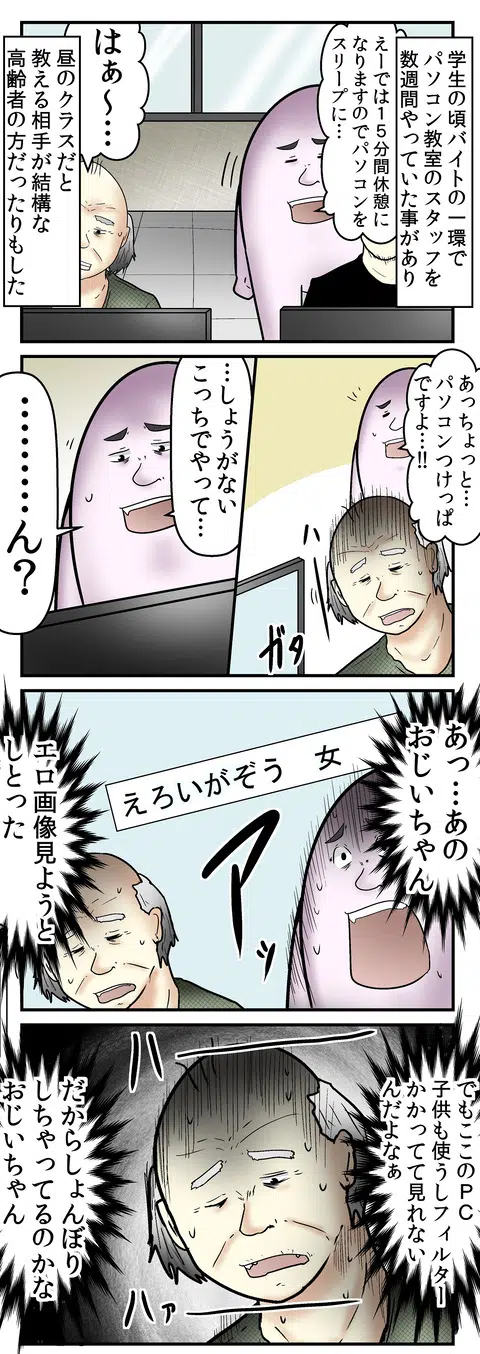 学生の頃バイトの一環で
パソコン教室のスタッフを
数週間やっていた事があり
えーでは１５分間休憩に
なりますのでパソコンを
スリープに…
はぁ～…
昼のクラスだと
教える相手が結構な
高齢者の方だったりもした
あっちょっと…
パソコンつけっぱ
ですよ…!!
ガタ
…しょうがない
こっちでやって…
…………ん？
あっ…あの
おじいちゃん
えろいがぞう　女
アァッ
エロ画像見ようと
しとった
でもここのＰＣ
子供も使うしフィルター
かかってて見れない
んだよなぁ
ハァー
ハァー
だからしょんぼり
しちゃってるのかな
おじいちゃん